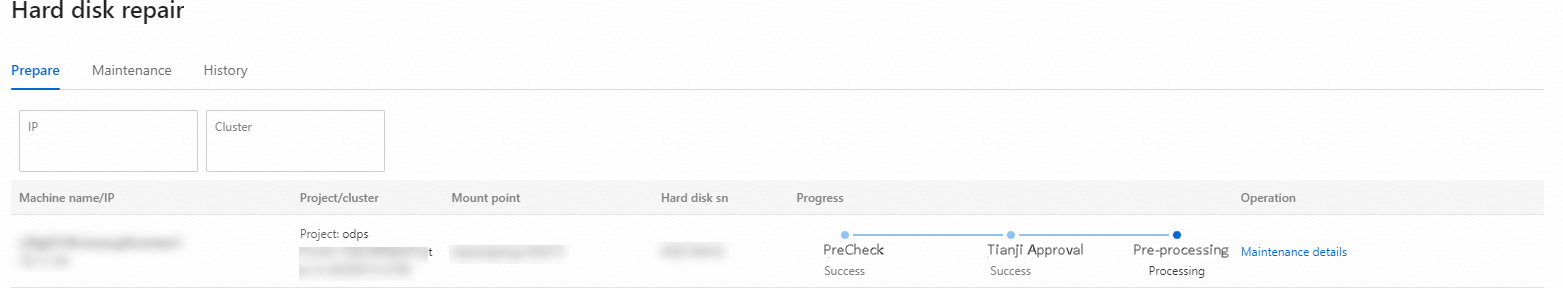 Hard disk repair
Prepare Maintenance History
IP Cluster
Machine name/IP Project/cluster Mount point Hard disk sn Progress Operation
Project: odps
PreCheck Tianji Approval Pre-processing Maintenance details
Success Success Processing